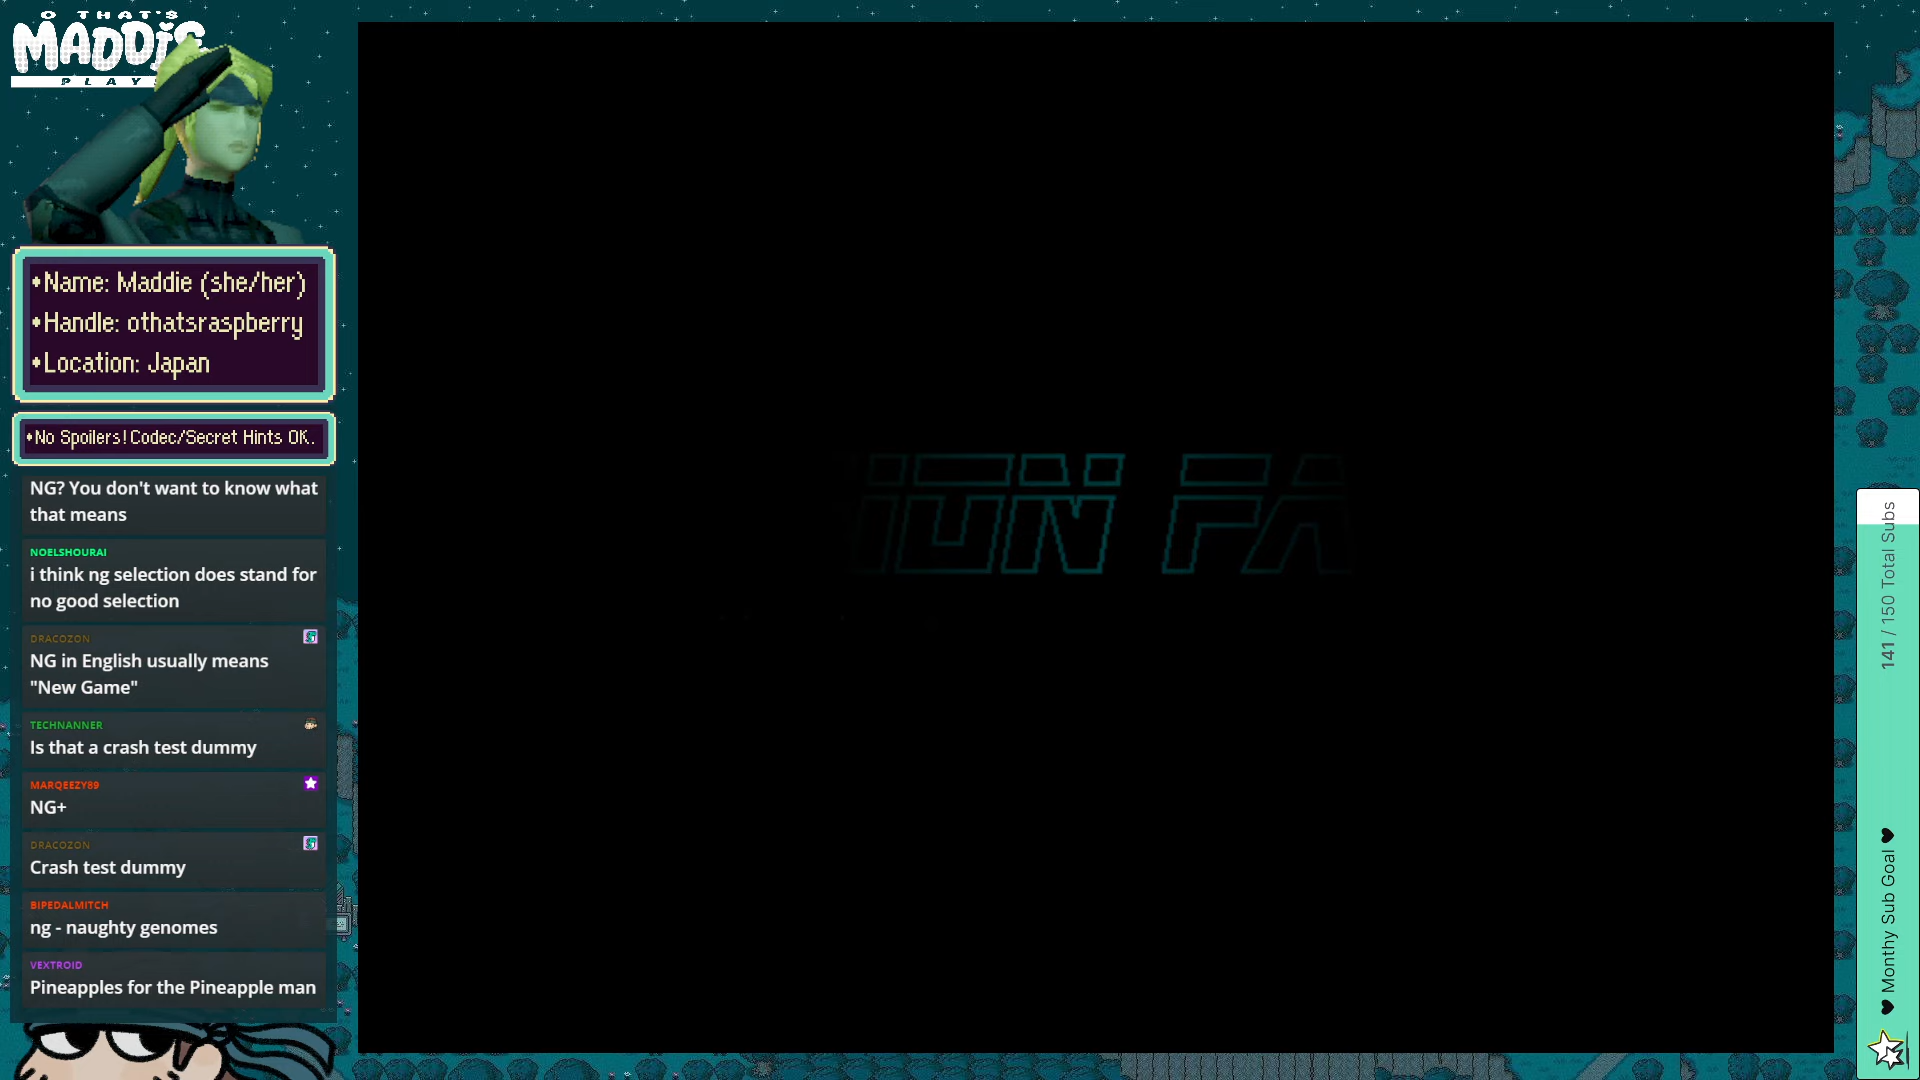 O THAT'S
MADDIE
PLAY
•Name: Maddie (she/her)
•Handle: othatsraspberry
•Location: Japan
•No Spoilers! Codec/Secret Hints OK.
NG? You don't want to know what
that means
NOELSHOURAI
i think ng selection does stand for
no good selection
DRACOZON
NG in English usually means
"New Game"
TECHNANNER
Is that a crash test dummy
MARQEEZY89
NG+
DRACOZON
Crash test dummy
BIPEDALMITCH
ng - naughty genomes
VEXTROID
Pineapples for the Pineapple man
ION FA
141 / 150 Total Subs
♥ Monthy Sub Goal ♥